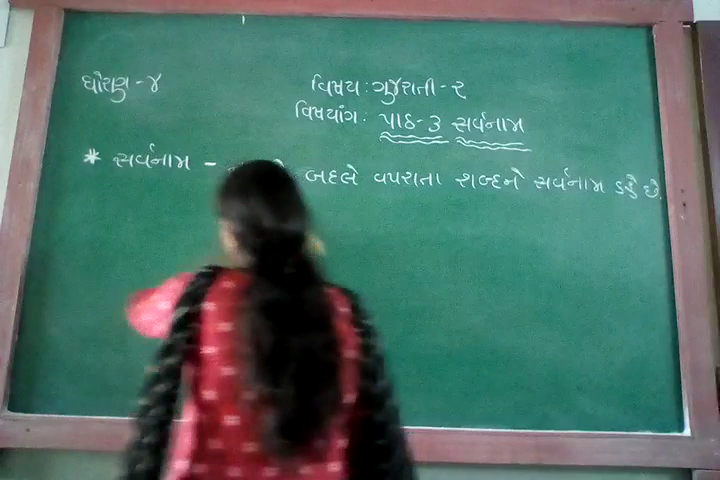 ધોરણ - ૪
વિષય : ગુજરાતી - ૨
વિષયાંગ : પાઠ - ૩ સર્વનામ
* સર્વનામ - બદલે વપરાતા શબ્દને સર્વનામ કહે છે.